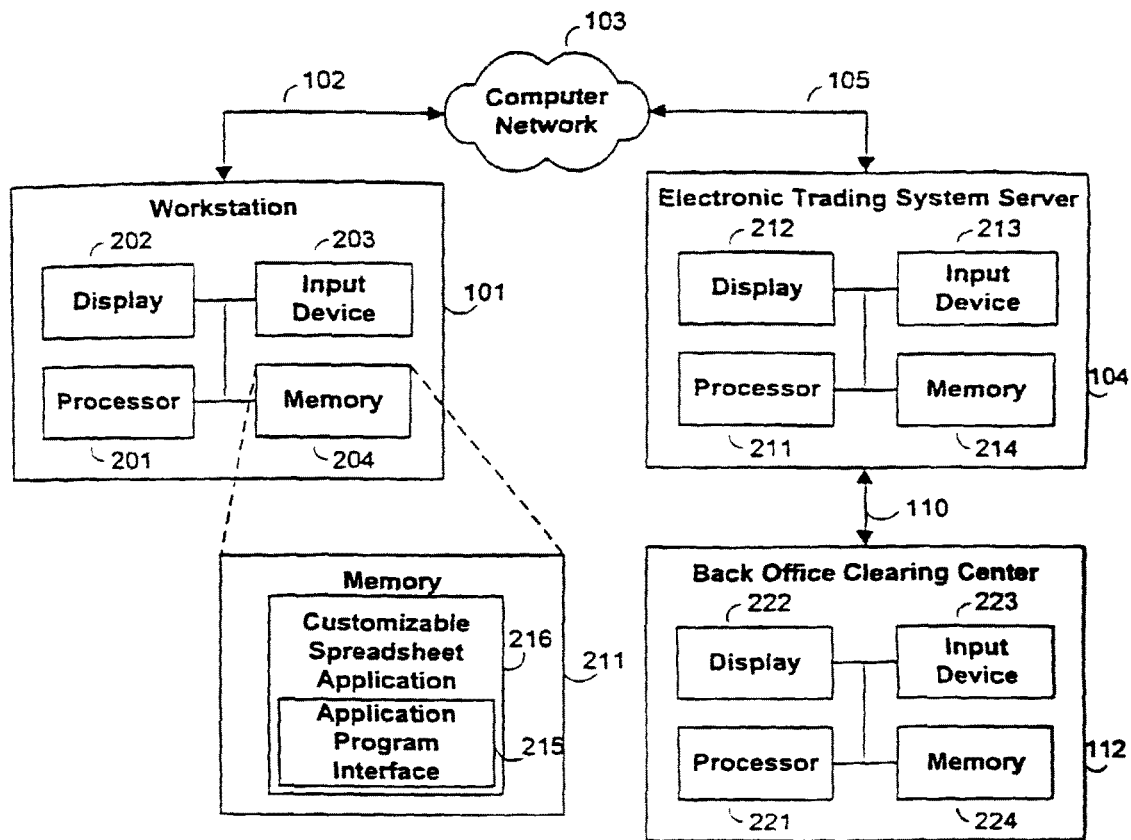 103
102
Computer
Network
105
Workstation
202
203
Display
Input
Device
101
Processor
Memory
201
204
Electronic Trading System Server
212
213
Display
Input
Device
Processor
Memory
104
211
214
110
Memory
Customizable
Spreadsheet
Application
216
211
Application
Program
Interface
215
Back Office Clearing Center
222
223
Display
Input
Device
Processor
Memory
112
221
224